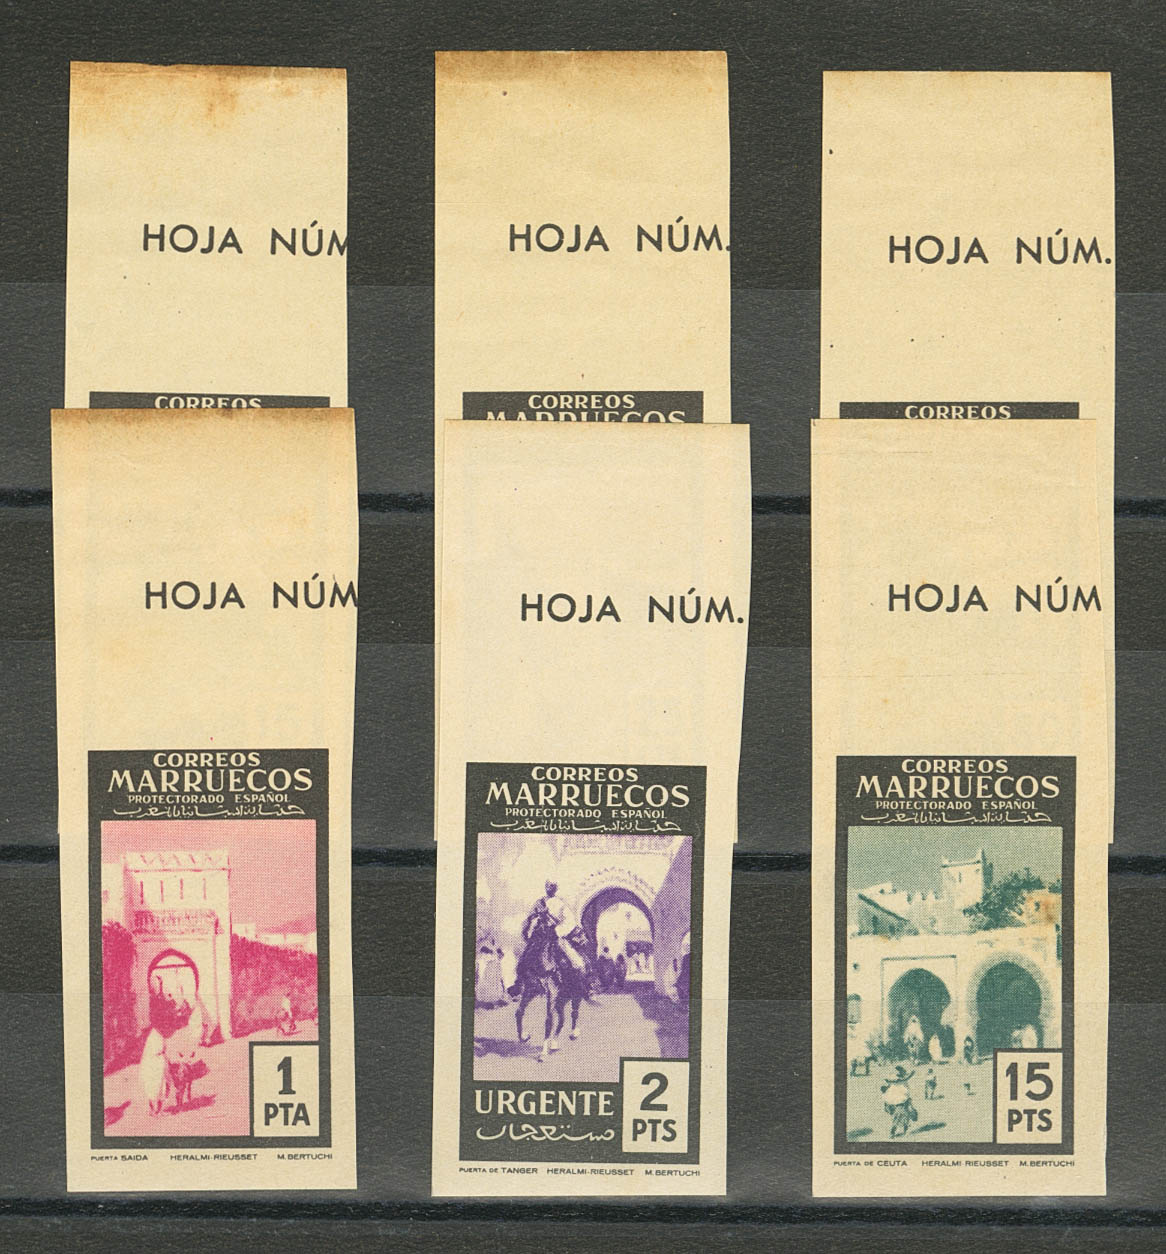 HOJA NÚM
HOJA NÚM.
HOJA NÚM.
CORREOS
CORREOS
MARRUECOS
CORREOS
HOJA NÚM
HOJA NÚM.
HOJA NÚM
CORREOS
MARRUECOS
PROTECTORADO ESPAÑOL
1
PTA
PUERTA SAIDA HERALMI-RIEUSSET M.BERTUCHI
CORREOS
MARRUECOS
PROTECTORADO ESPAÑOL
URGENTE
2
PTS
PUERTA DE TANGER HERALMI-RIEUSSET M.BERTUCHI
CORREOS
MARRUECOS
PROTECTORADO ESPAÑOL
15
PTS
PUERTA DE CEUTA HERALMI-RIEUSSET M.BERTUCHI